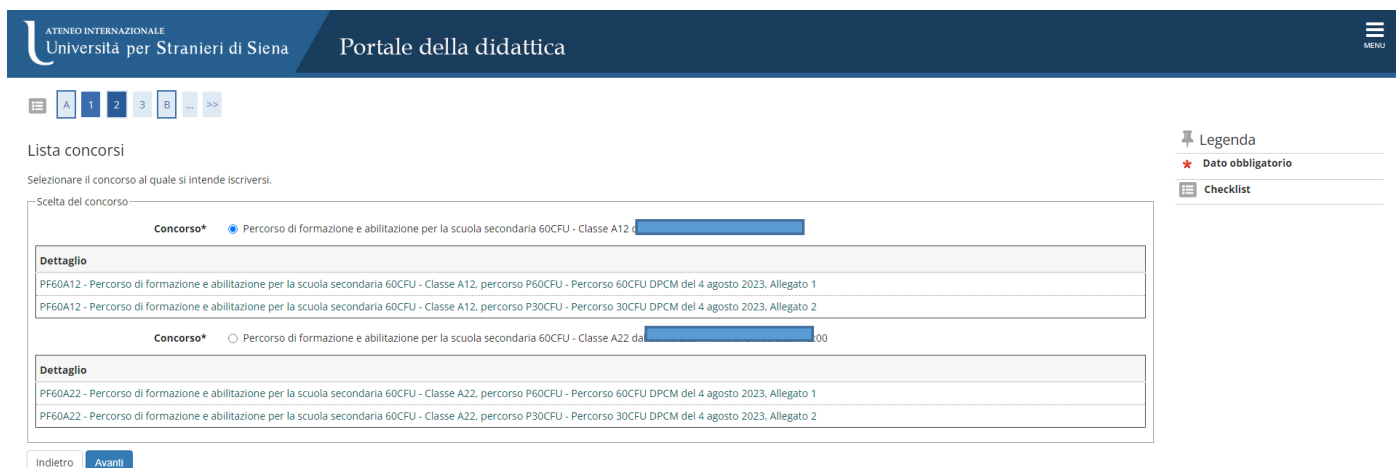 ATENEO INTERNAZIONALE
Università per Stranieri di Siena
Portale della didattica
MENU
A 1 2 3 B ... >>
Lista concorsi
Selezionare il concorso al quale si intende iscriversi.
Scelta del concorso
Concorso* Percorso di formazione e abilitazione per la scuola secondaria 60CFU - Classe A12
Dettaglio
PF60A12 - Percorso di formazione e abilitazione per la scuola secondaria 60CFU - Classe A12, percorso P60CFU - Percorso 60CFU DPCM del 4 agosto 2023, Allegato 1
PF60A12 - Percorso di formazione e abilitazione per la scuola secondaria 60CFU - Classe A12, percorso P30CFU - Percorso 30CFU DPCM del 4 agosto 2023, Allegato 2
Concorso* Percorso di formazione e abilitazione per la scuola secondaria 60CFU - Classe A22 da :00
Dettaglio
PF60A22 - Percorso di formazione e abilitazione per la scuola secondaria 60CFU - Classe A22, percorso P60CFU - Percorso 60CFU DPCM del 4 agosto 2023, Allegato 1
PF60A22 - Percorso di formazione e abilitazione per la scuola secondaria 60CFU - Classe A22, percorso P30CFU - Percorso 30CFU DPCM del 4 agosto 2023, Allegato 2
Indietro Avanti
Legenda
* Dato obbligatorio
Checklist